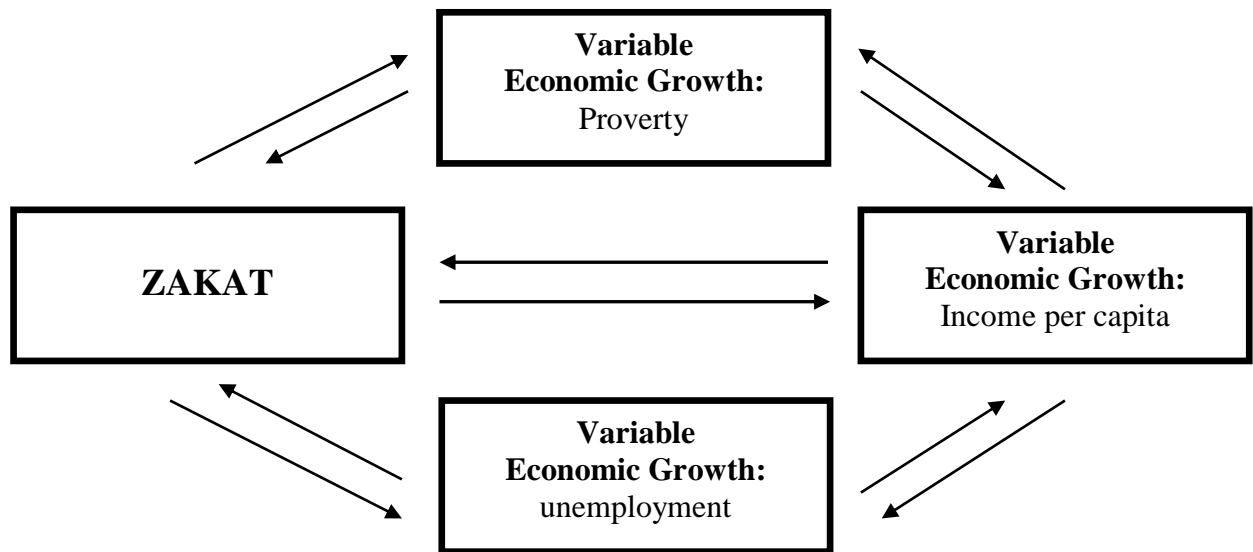 Variable
Economic Growth:
Proverty
ZAKAT
Variable
Economic Growth:
Income per capita
Variable
Economic Growth:
unemployment